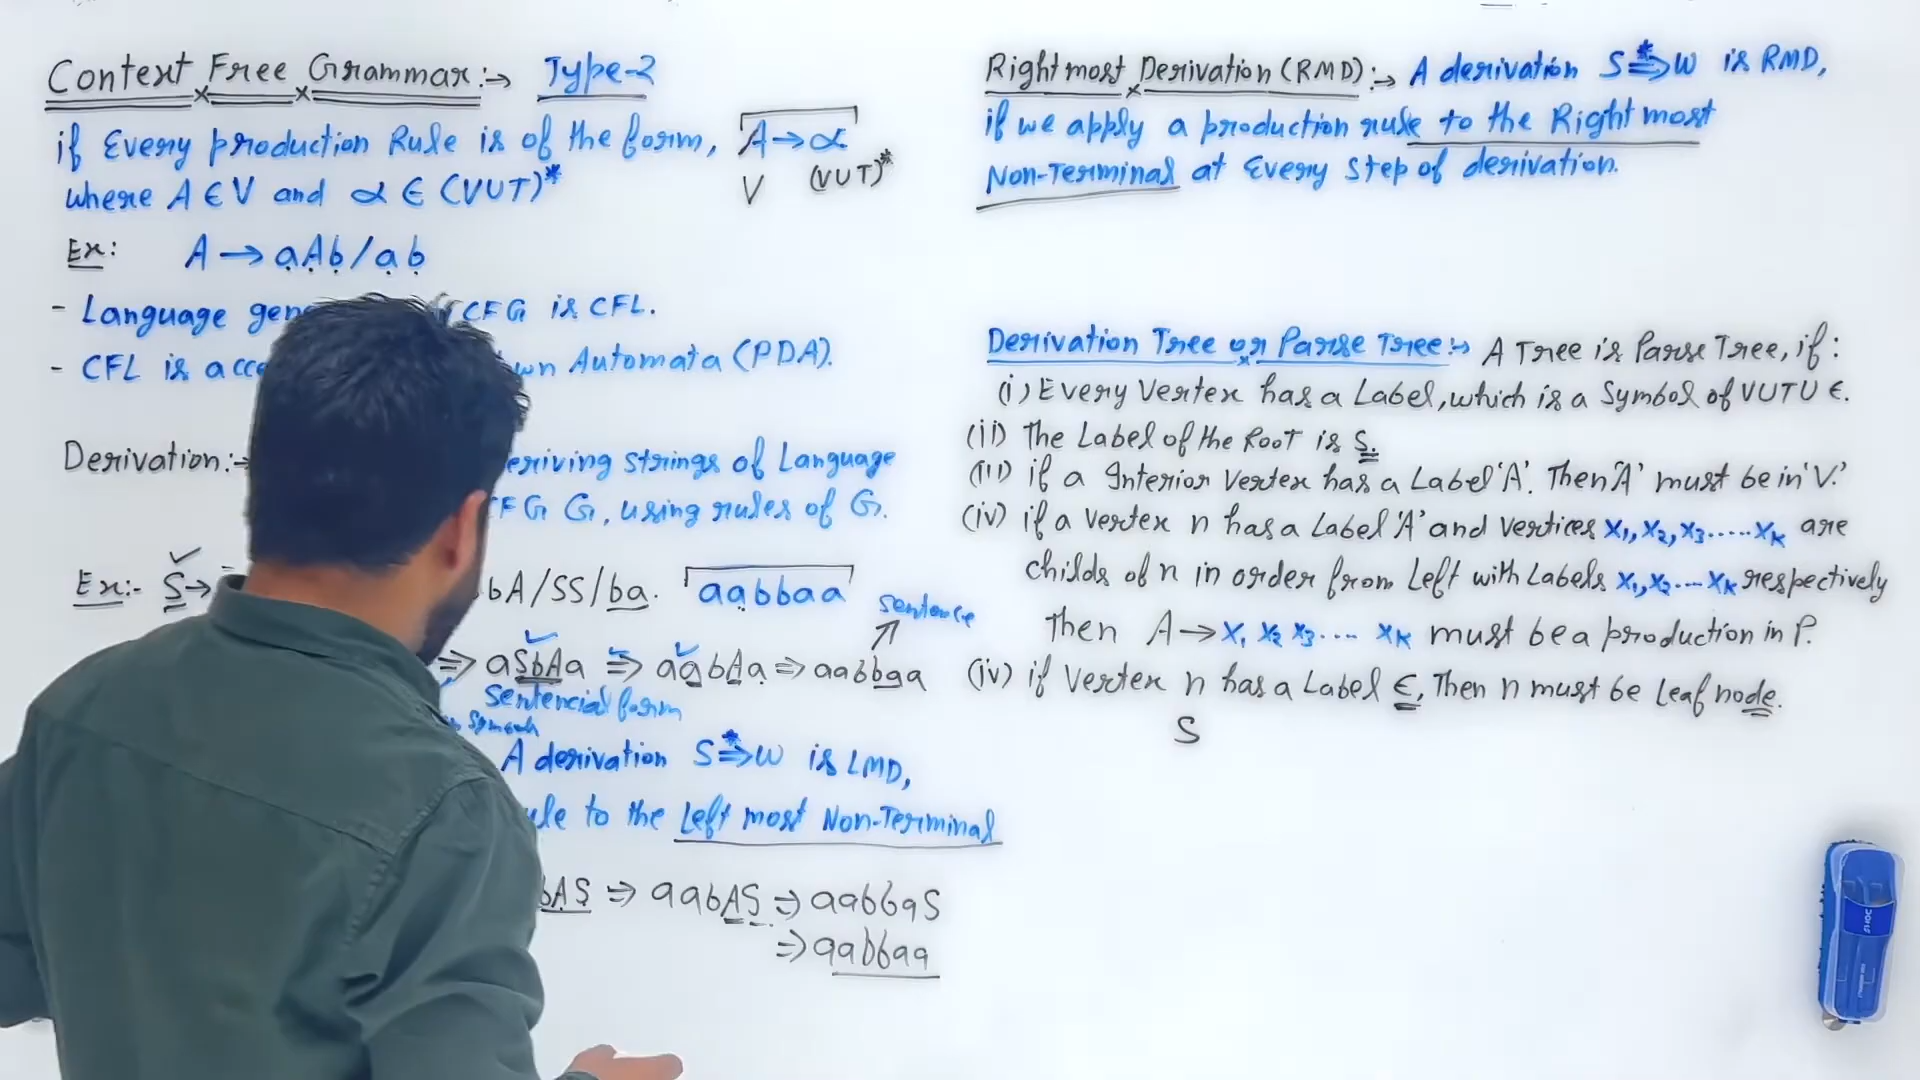 Context Free Grammar :→ Type-2
if Every production Rule is of the form, A → α
where A ∈ V and α ∈ (VUT)* V (VUT)*
Ex: A → aAb/ab
- Language CFG is CFL.
- CFL is Automata (PDA).
Derivation:→ Strings of Language
G, using rules of G.
Ex:- S→ bA/SS/ba. aabbaa
sentence
⇒ aSbAa ⇒ aabAa ⇒ aabbaa
Sentencial form
A derivation S *⇒ w is LMD,
to the Left most Non-Terminal
bAS ⇒ aabAS ⇒ aabbaS
⇒ aabbaa
Right most Derivation (RMD) :→ A derivation S *⇒ w is RMD,
if we apply a production rule to the Right most
Non-Terminal at Every Step of derivation.
Derivation Tree or Parse Tree :→ A Tree is Parse Tree, if :
(i) Every Vertex has a Label, which is a Symbol of VUTU ∈.
(ii) The Label of the Root is S.
(iii) if a Interior Vertex has a Label 'A'. Then 'A' must be in 'V'.
(iv) if a Vertex n has a Label 'A' and Vertices X1, X2, X3.....XK are
childs of n in order from Left with Labels X1, X2...XK respectively
Then A → X1 X2 X3.... XK must be a production in P.
(iv) if Vertex n has a Label ∈, Then n must be Leaf node.
S